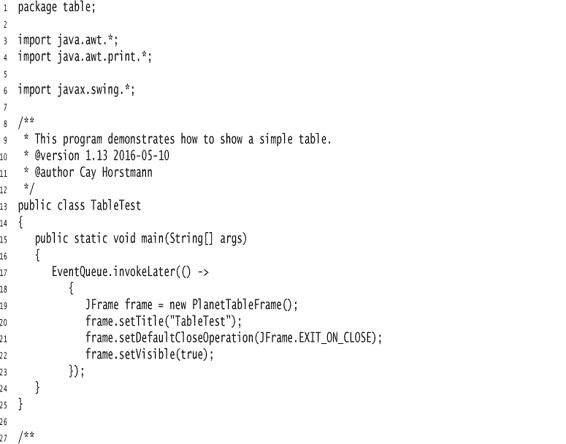 1 package table;
2
3 import java.awt.*;
4 import java.awt.print.*;
5
6 import javax.swing.*;
7
8 /**
9  * This program demonstrates how to show a simple table.
10  * @version 1.13 2016-05-10
11  * @author Cay Horstmann
12  */
13 public class TableTest
14 {
15    public static void main(String[] args)
16    {
17       EventQueue.invokeLater(() ->
18          {
19             JFrame frame = new PlanetTableFrame();
20             frame.setTitle("TableTest");
21             frame.setDefaultCloseOperation(JFrame.EXIT_ON_CLOSE);
22             frame.setVisible(true);
23          });
24    }
25 }
26
27 /**